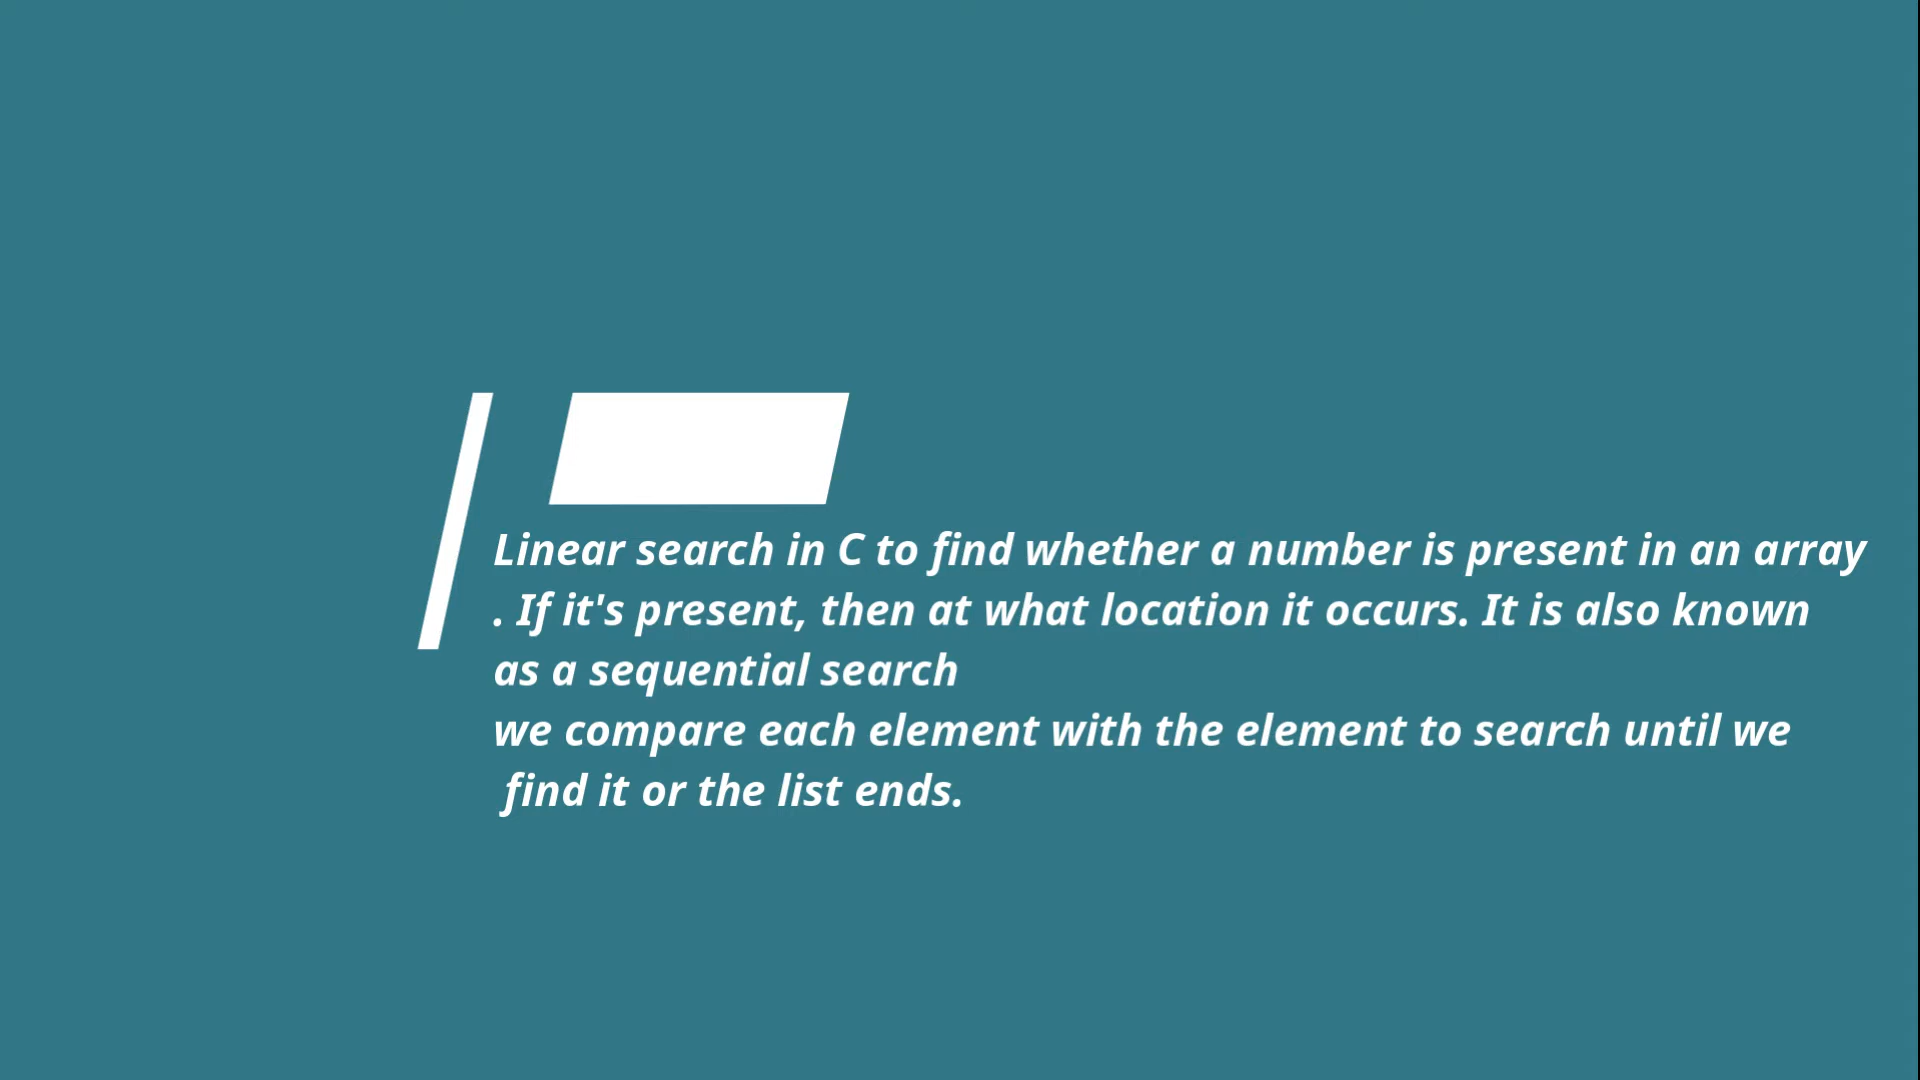 Linear search in C to find whether a number is present in an array
. If it's present, then at what location it occurs. It is also known
as a sequential search
we compare each element with the element to search until we
find it or the list ends.